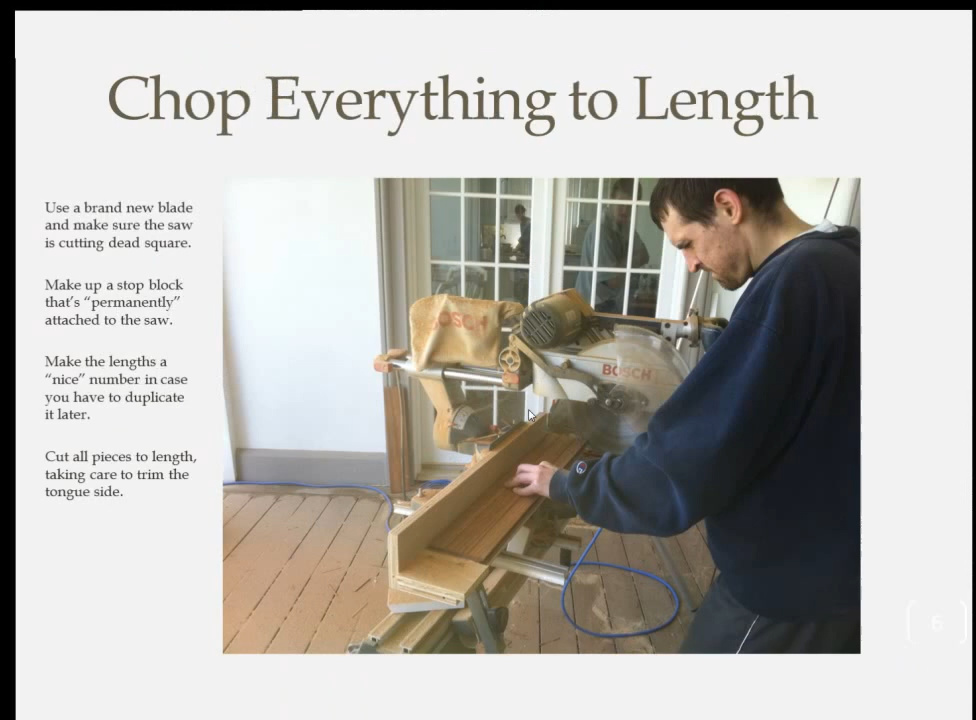 Chop Everything to Length
Use a brand new blade
and make sure the saw
is cutting dead square.
Make up a stop block
that's “permanently”
attached to the saw.
Make the lengths a
“nice” number in case
you have to duplicate
it later.
Cut all pieces to length,
taking care to trim the
tongue side.
BOSCH
BOSCH
6